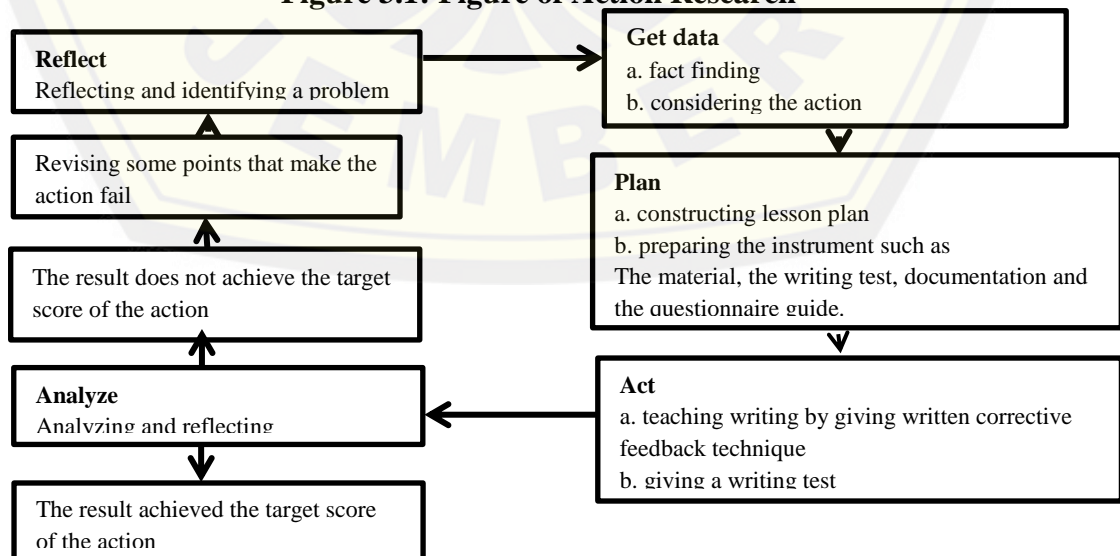 Figure 3.1: Figure of Action Research
Reflect
Reflecting and identifying a problem
Get data
a. fact finding
b. considering the action
Revising some points that make the
action fail
Plan
a. constructing lesson plan
b. preparing the instrument such as
The material, the writing test, documentation and
the questionnaire guide.
The result does not achieve the target
score of the action
Analyze
Analyzing and reflecting
Act
a. teaching writing by giving written corrective
feedback technique
b. giving a writing test
The result achieved the target score
of the action
JEMBER